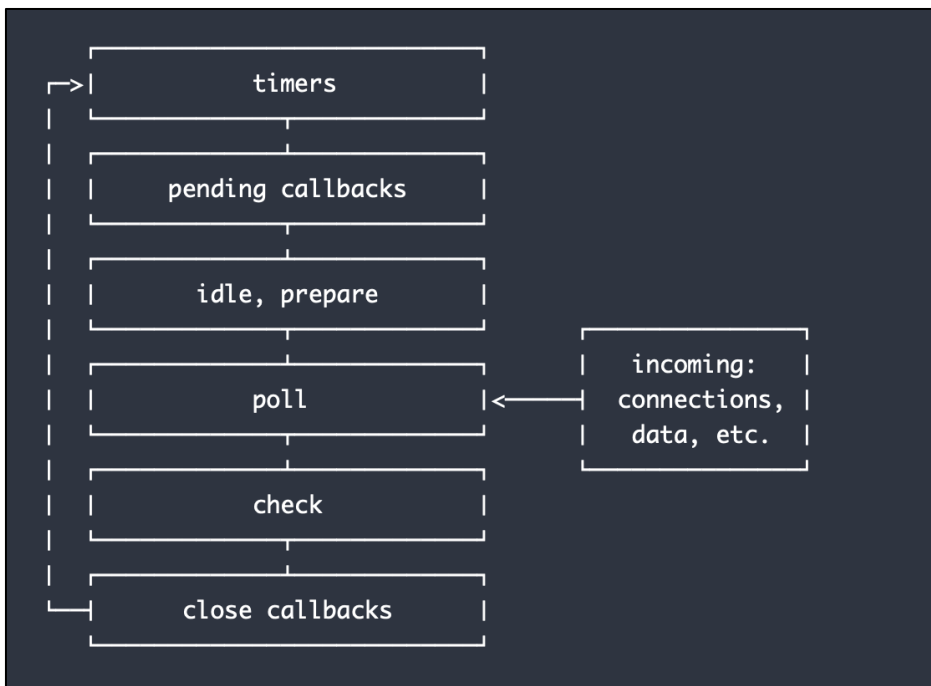 timers
pending callbacks
idle, prepare
poll
incoming:
connections,
data, etc.
check
close callbacks